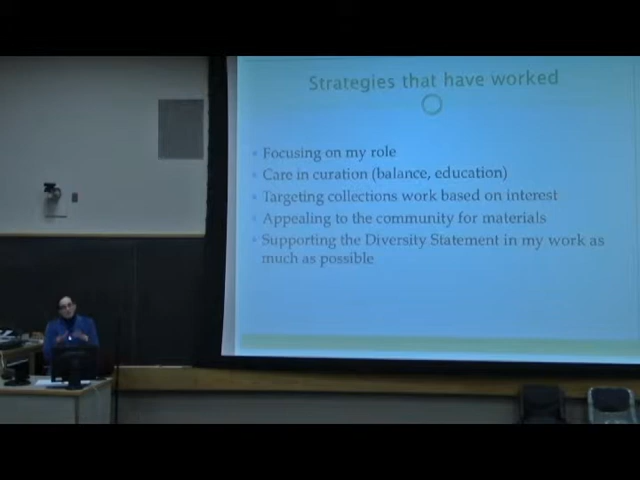 Strategies that have worked
Focusing on my role
Care in curation (balance, education)
Targeting collections work based on interest
Appealing to the community for materials
Supporting the Diversity Statement in my work as
much as possible